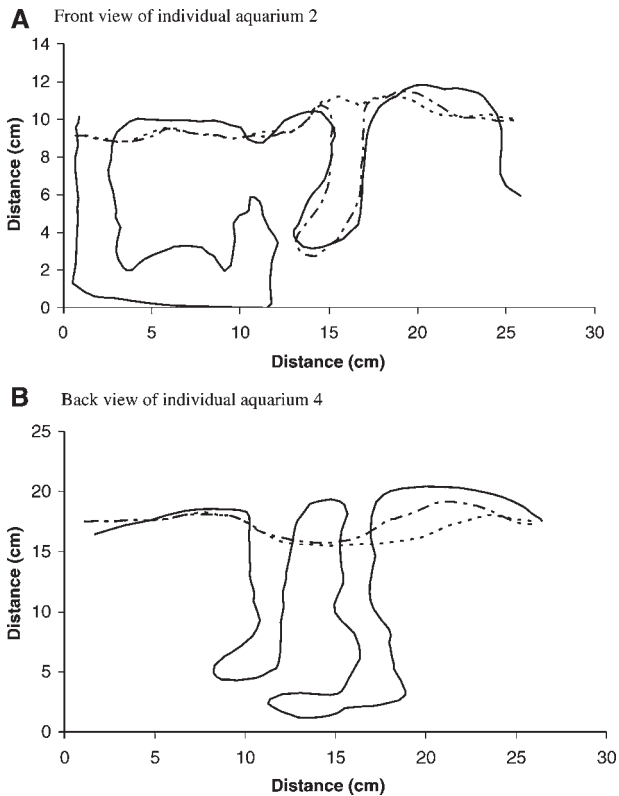 A Front view of individual aquarium 2
14
12
10
8
6
4
2
0
Distance (cm)
0 5 10 15 20 25 30
Distance (cm)
B Back view of individual aquarium 4
25
20
15
10
5
0
Distance (cm)
0 5 10 15 20 25 30
Distance (cm)